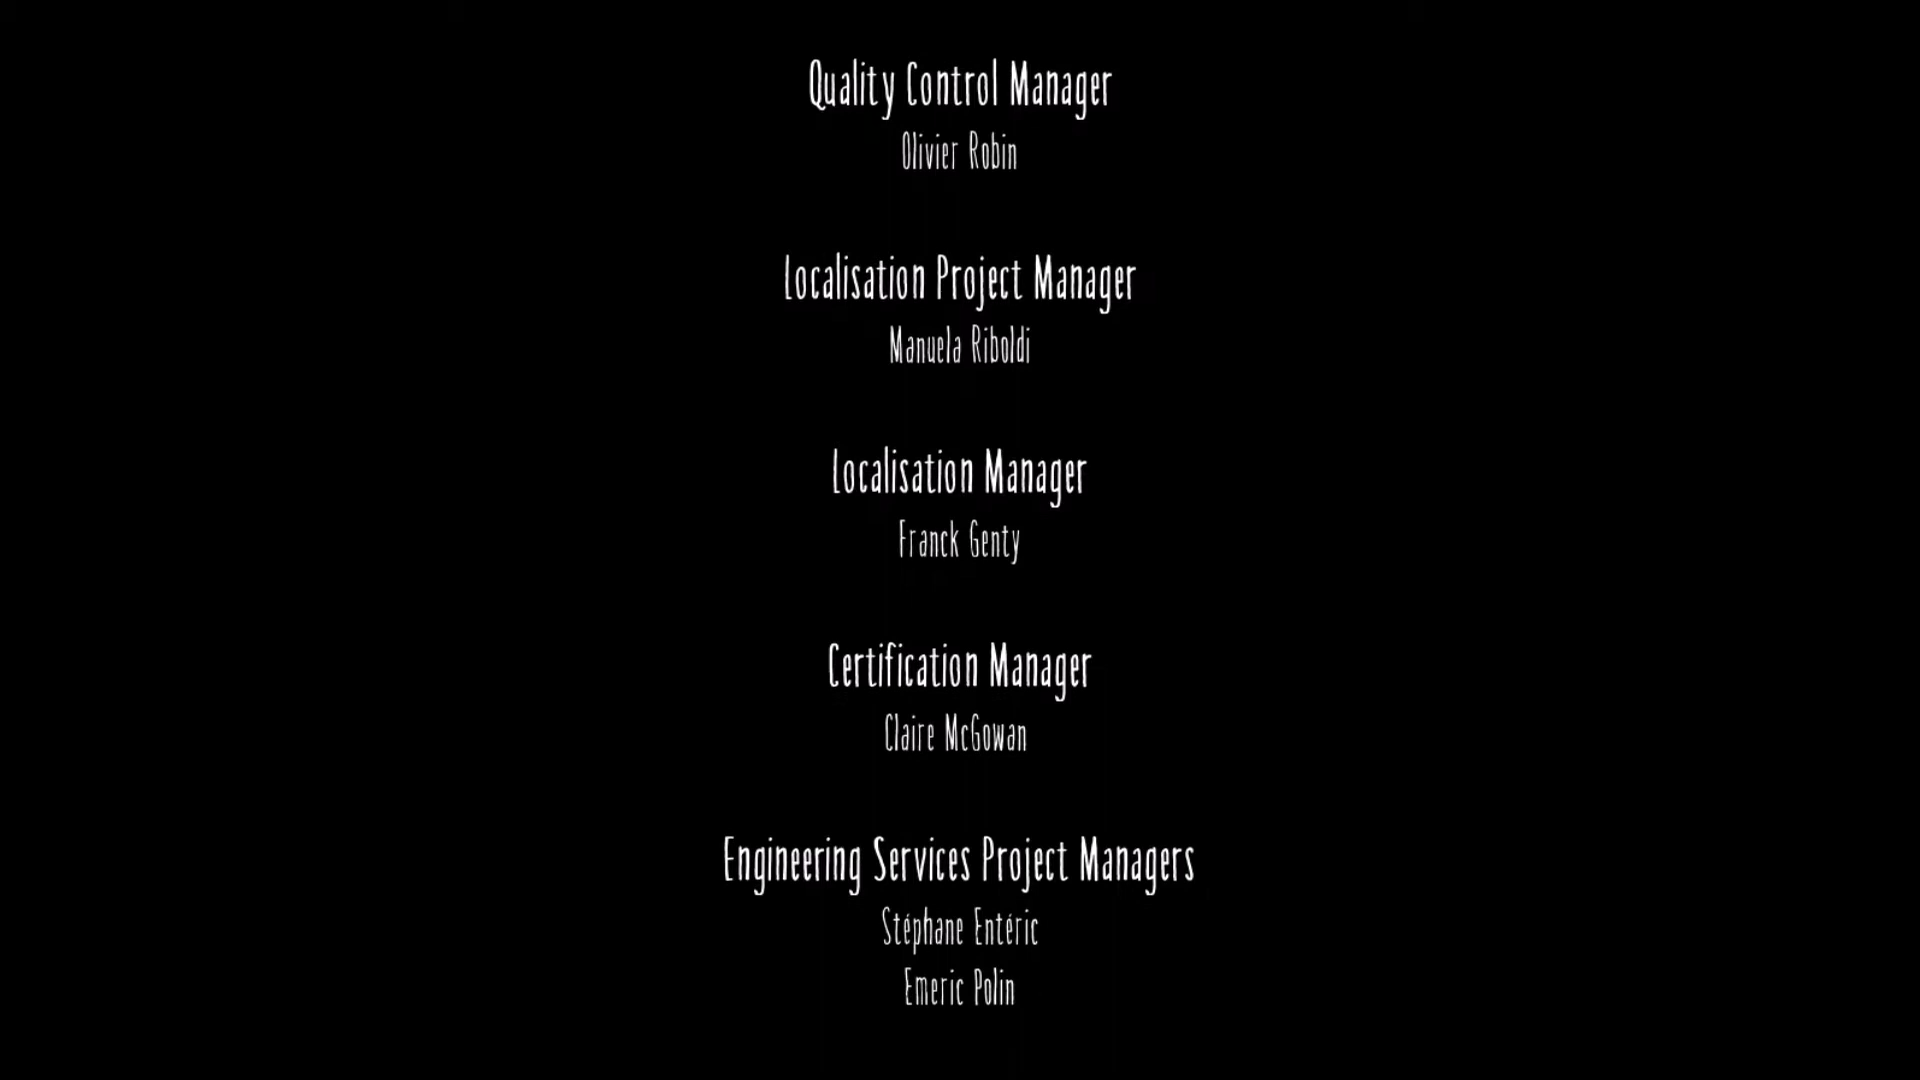 Quality Control Manager
Olivier Robin
Localisation Project Manager
Manuela Riboldi
Localisation Manager
Franck Genty
Certification Manager
Claire McGowan
Engineering Services Project Managers
Stéphane Entéric
Emeric Polin